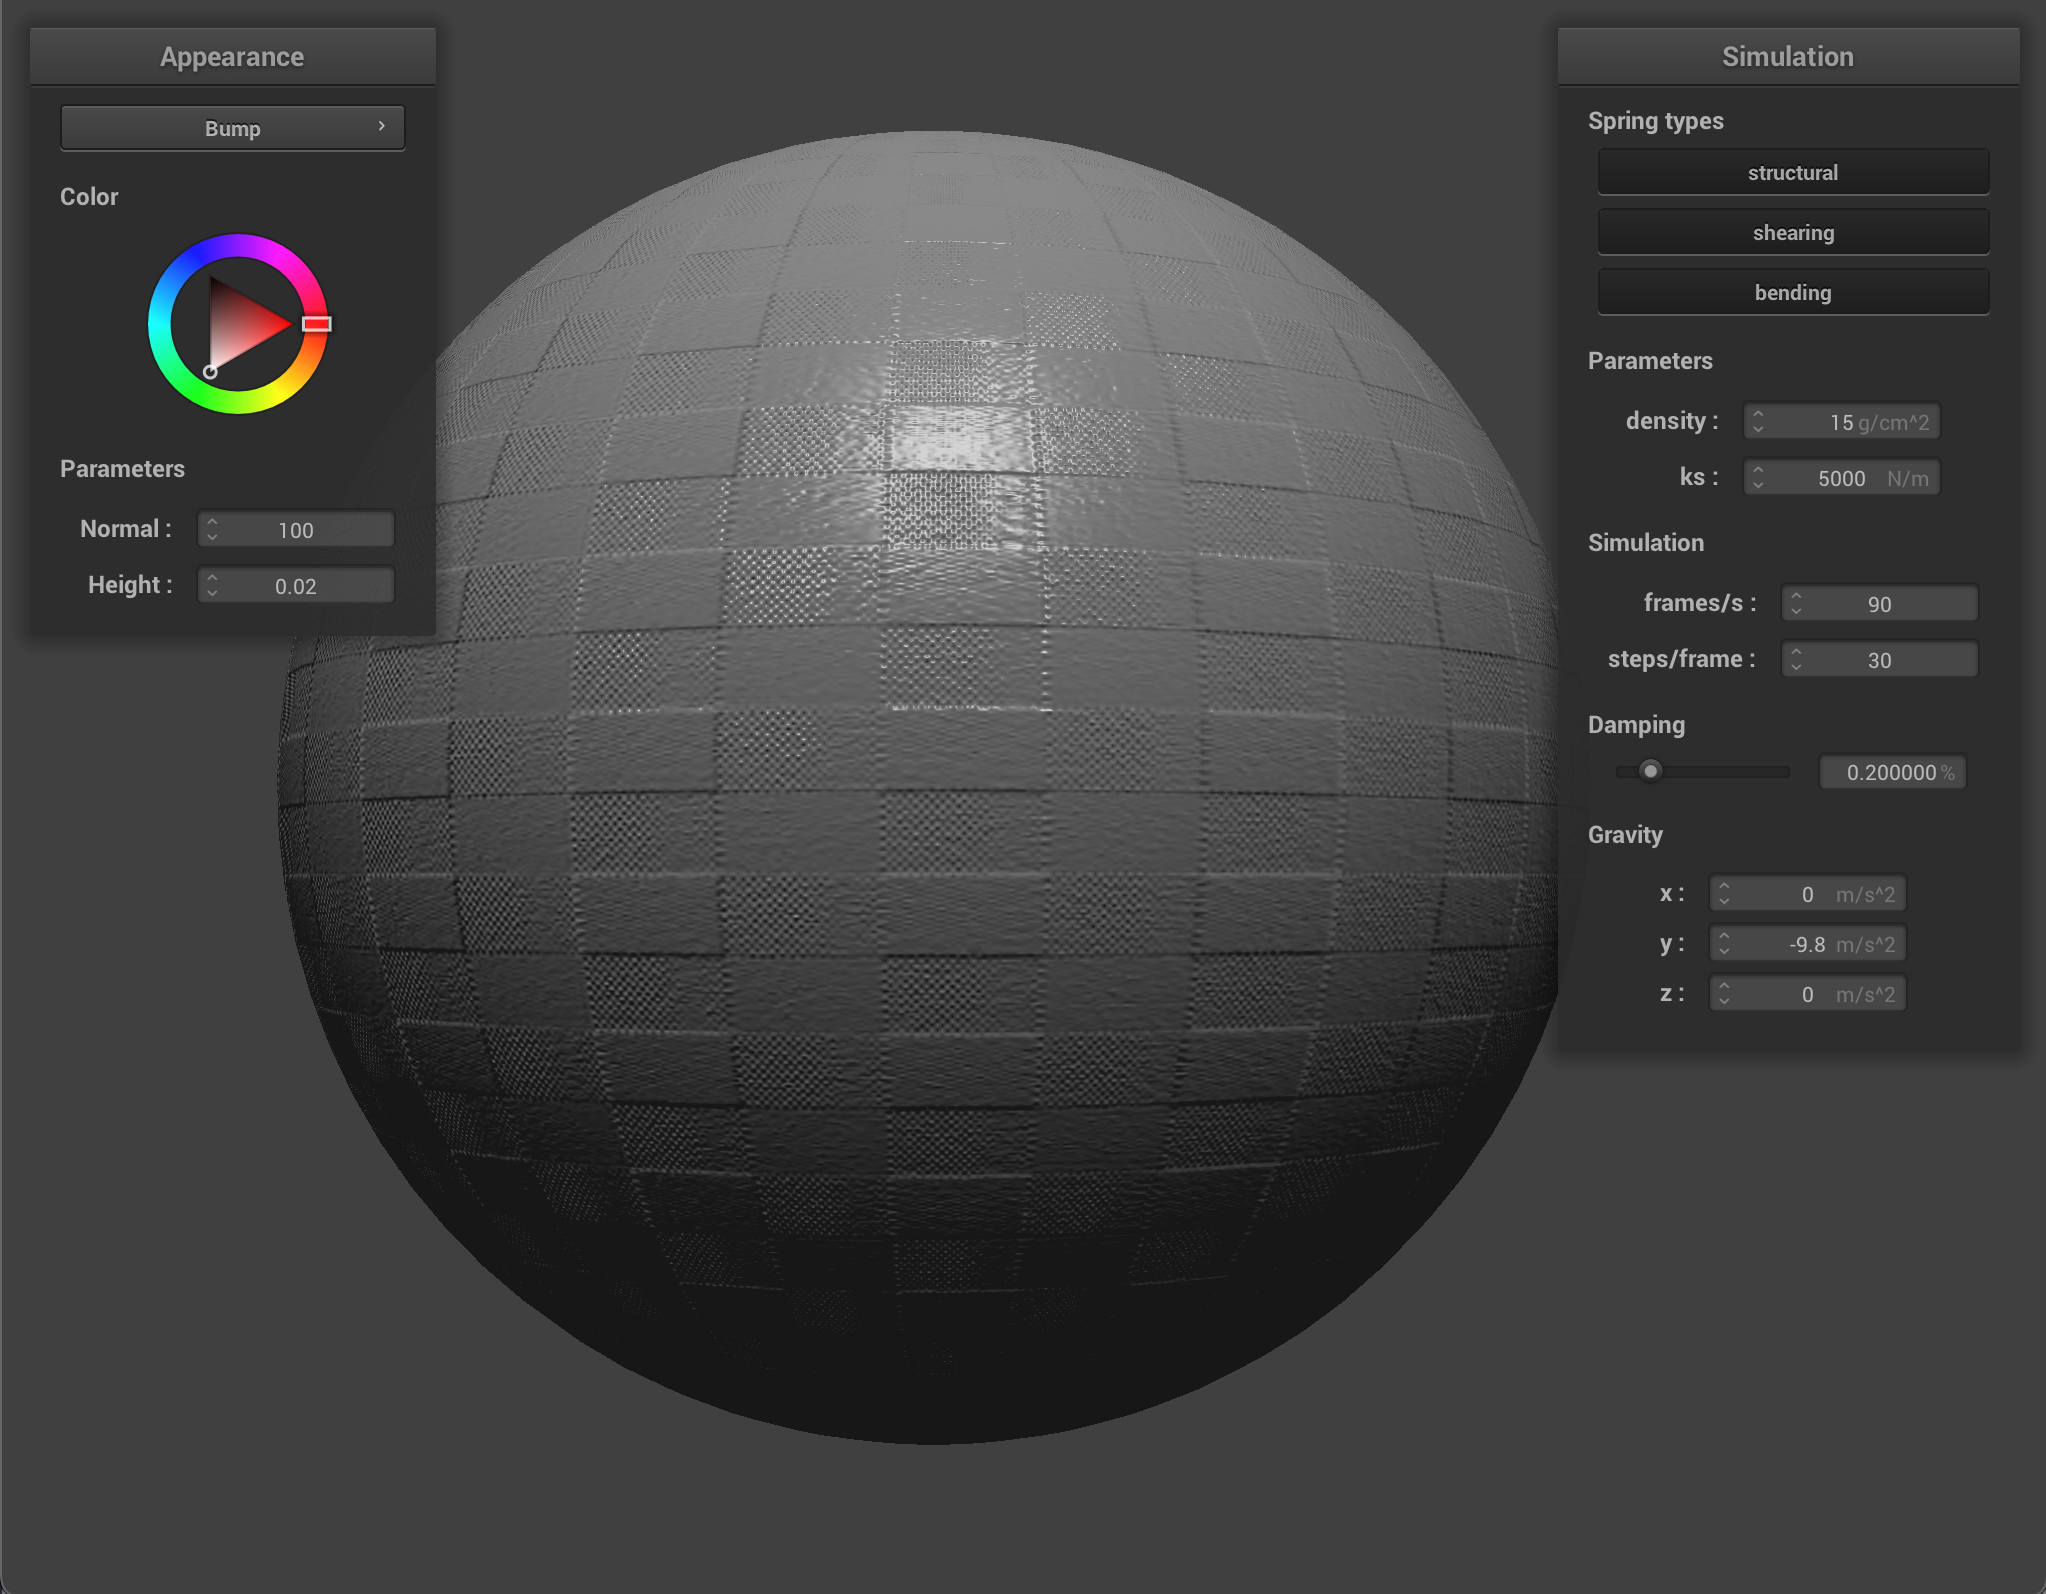 Appearance
Bump
Color
Parameters
Normal : 100
Height : 0.02
Simulation
Spring types
structural
shearing
bending
Parameters
density : 15 g/cm^2
ks : 5000 N/m
Simulation
frames/s : 90
steps/frame : 30
Damping
0.200000 %
Gravity
x : 0 m/s^2
y : -9.8 m/s^2
z : 0 m/s^2